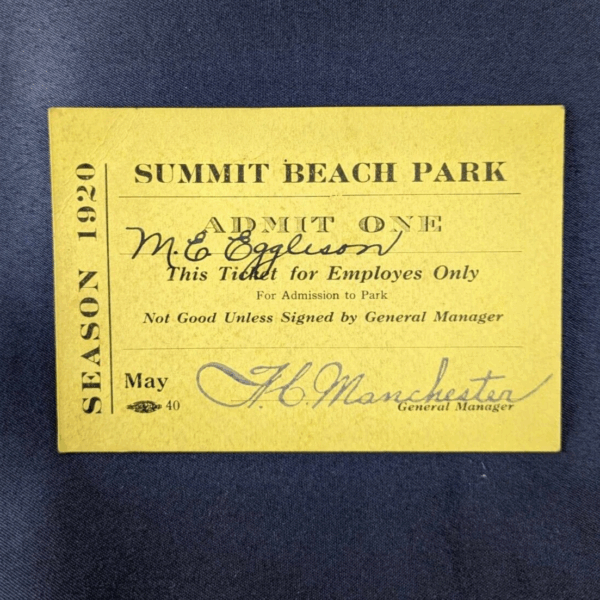 SEASON 1920
SUMMIT BEACH PARK
ADMIT ONE
M.E. Eggleson
This Ticket for Employes Only
For Admission to Park
Not Good Unless Signed by General Manager
May
40
F.C. Manchester
General Manager